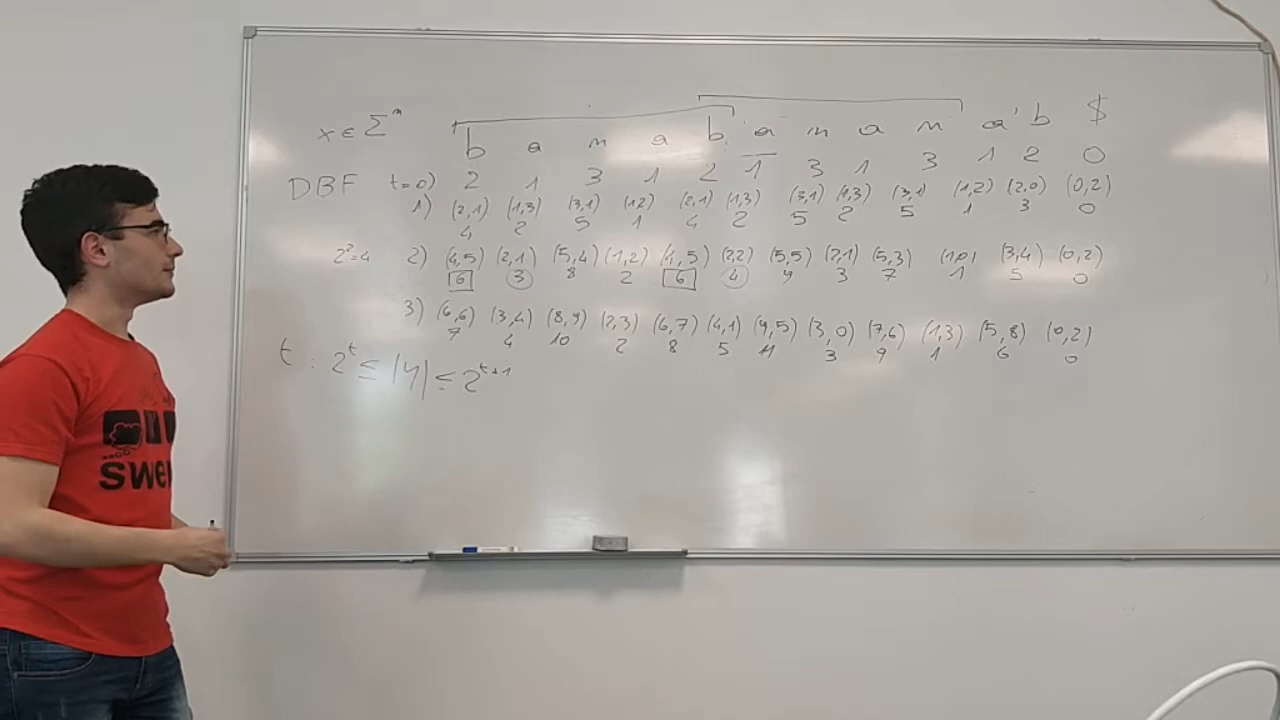 x ∈ Σⁿ b a n a b a n a n a b $
DBF t=0) 2 1 3 1 2 1 3 1 3 1 2 0
1) (2,1) (1,3) (3,1) (1,2) (2,1) (1,3) (3,1) (1,3) (3,1) (1,2) (2,0) (0,2)
4 2 5 1 4 2 5 2 5 1 3 0
2²=4 2) (4,5) (2,1) (5,4) (1,2) (4,5) (2,2) (5,5) (2,1) (5,3) (1,0) (3,4) (0,2)
6 3 8 2 6 4 9 3 7 1 5 0
3) (6,6) (3,4) (8,9) (2,3) (6,7) (4,1) (9,5) (3,0) (7,6) (1,3) (5,8) (0,2)
7 4 10 2 8 5 11 3 9 1 6 0
t : 2^t ≤ |y| ≤ 2^{t+1}